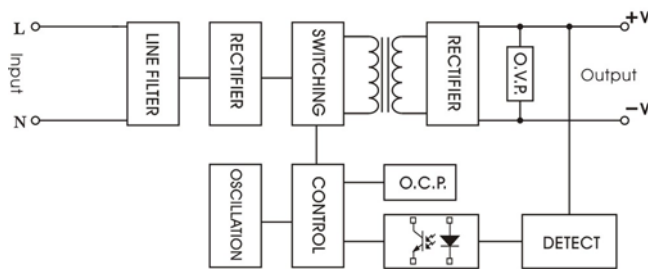 L
N
Input
LINE FILTER
RECTIFIER
SWITCHING
RECTIFIER
O.V.P.
+V
Output
-V
OSCILLATION
CONTROL
O.C.P.
DETECT